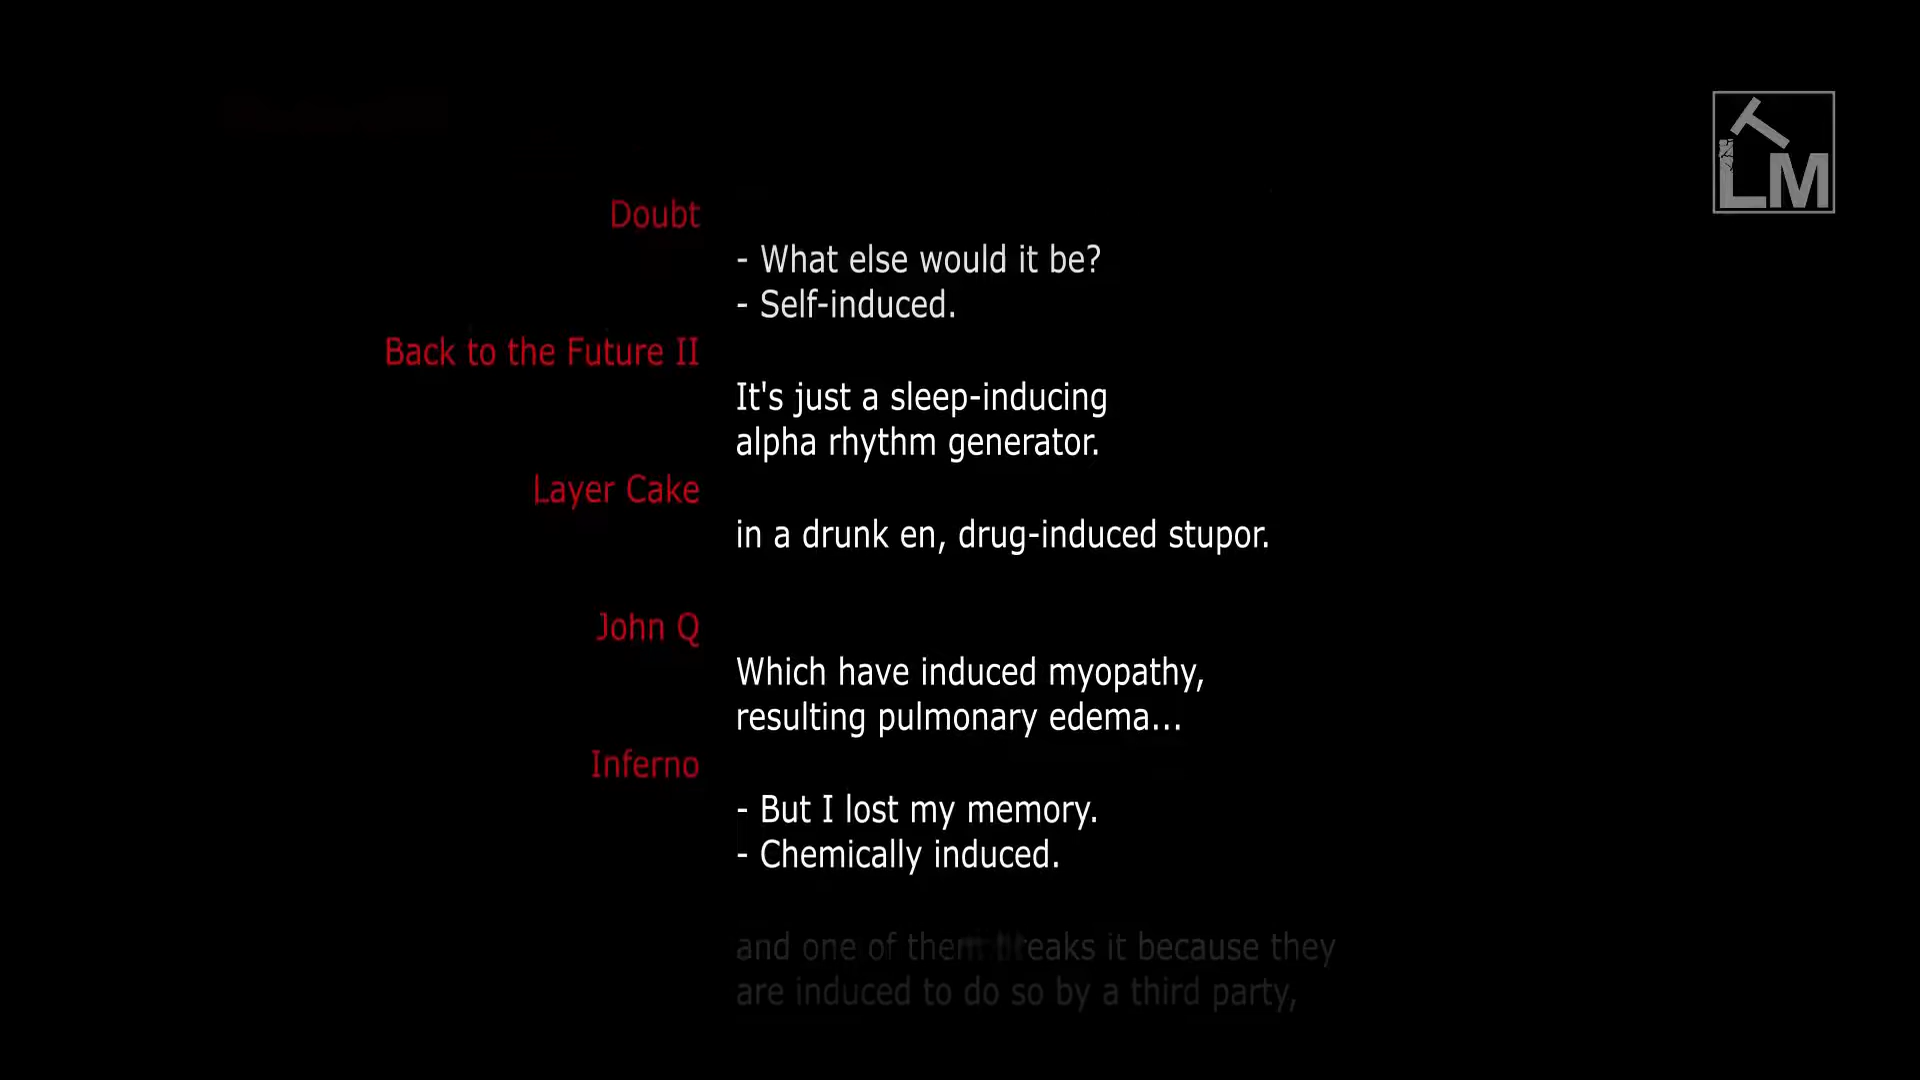 Doubt
- What else would it be?
- Self-induced.
Back to the Future II
It's just a sleep-inducing
alpha rhythm generator.
Layer Cake
in a drunk en, drug-induced stupor.
John Q
Which have induced myopathy,
resulting pulmonary edema...
Inferno
- But I lost my memory.
- Chemically induced.
and one of them breaks it because they
are induced to do so by a third party,
TLM